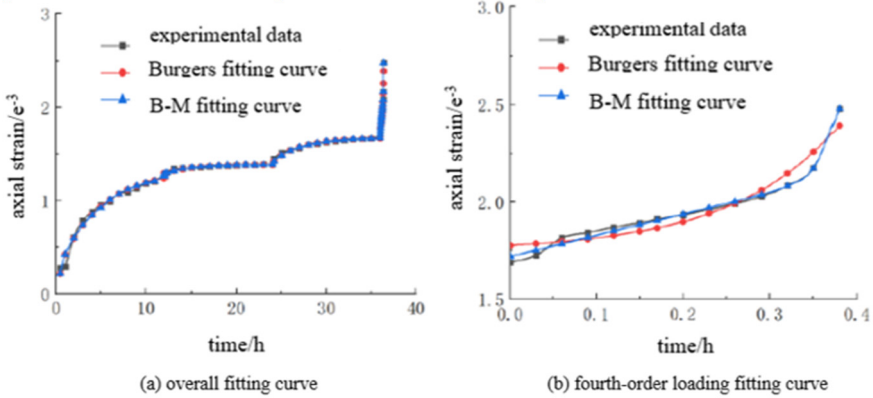 3
2
1
0
axial strain/e⁻³
experimental data
Burgers fitting curve
B-M fitting curve
0
10
20
30
40
time/h
(a) overall fitting curve
3.0
2.5
2.0
1.5
axial strain/e⁻³
experimental data
Burgers fitting curve
B-M fitting curve
0.0
0.1
0.2
0.3
0.4
time/h
(b) fourth-order loading fitting curve